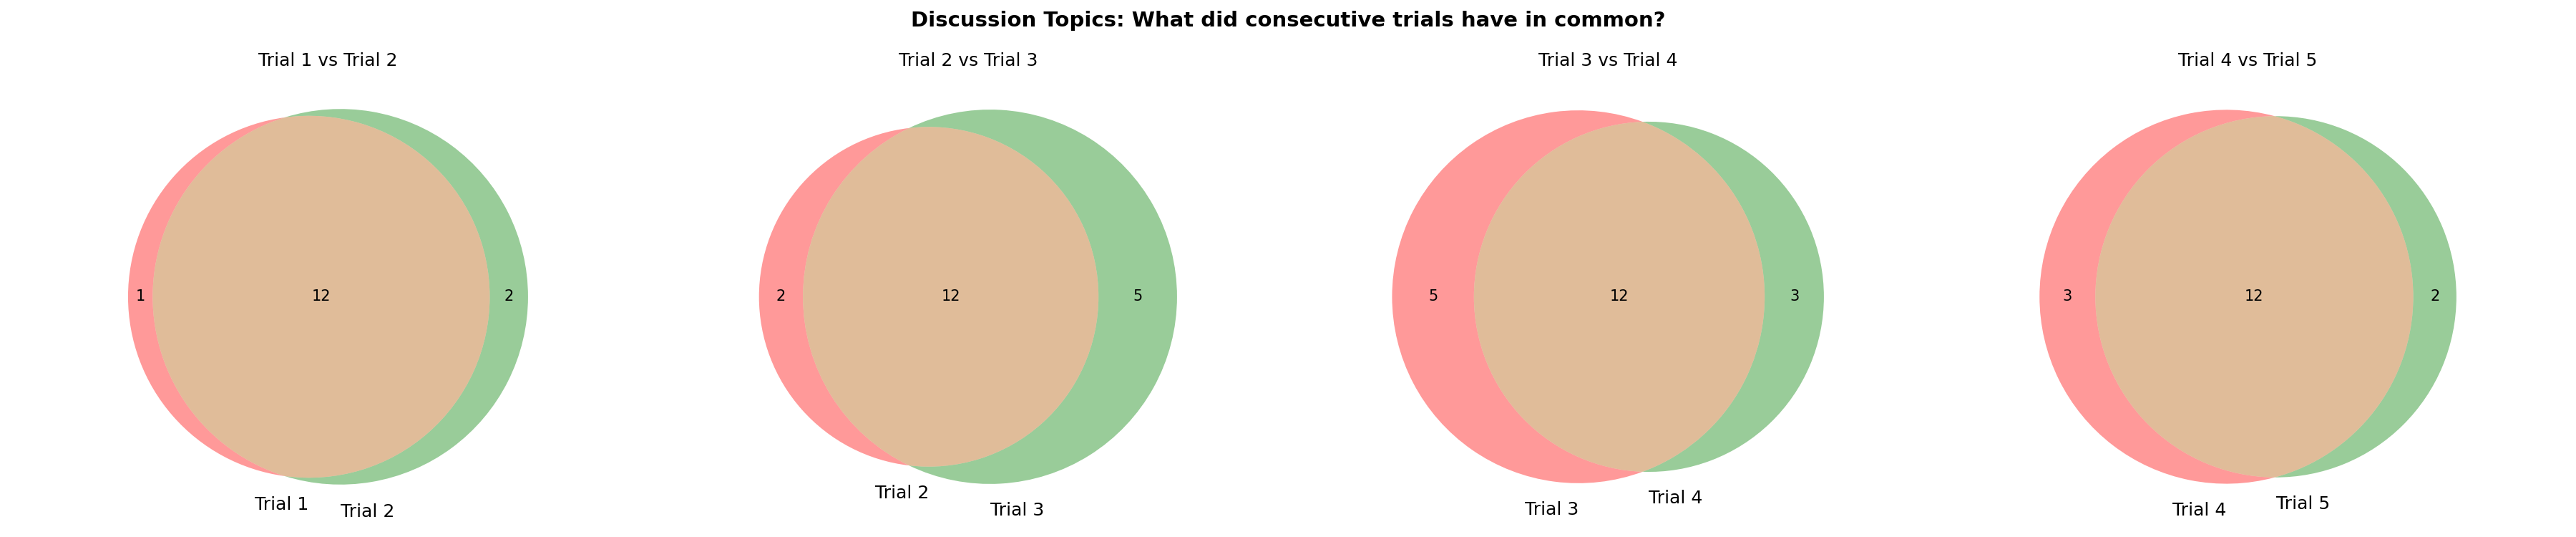 Discussion Topics: What did consecutive trials have in common?
Trial 1 vs Trial 2
1
12
2
Trial 1
Trial 2
Trial 2 vs Trial 3
2
12
5
Trial 2
Trial 3
Trial 3 vs Trial 4
5
12
3
Trial 3
Trial 4
Trial 4 vs Trial 5
3
12
2
Trial 4
Trial 5